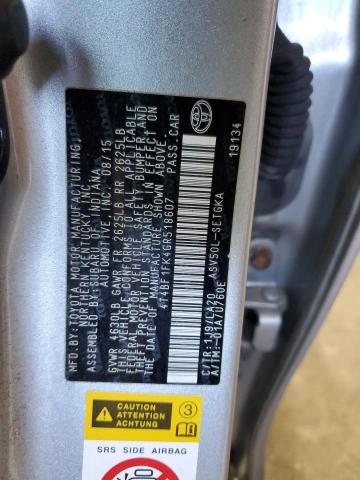 MFD. BY:TOYOTA MOTOR MANUFACTURING, INDIANA, INC.
ASSEMBLED BY: SUBARU OF INDIANA
AUTOMOTIVE, INC. 08/15
GVWR 4630LB GAWR FR 2625LB RR 2625LB
THIS VEHICLE CONFORMS TO ALL APPLICABLE
FEDERAL MOTOR VEHICLE SAFETY, BUMPER, AND
THEFT PREVENTION STANDARDS IN EFFECT ON
THE DATE OF MANUFACTURE SHOWN ABOVE.
4T4BF1FK4GR518607 PASS.CAR
C/TR:1J9/LA20 ASV50L-SETGKA
A/TM:-01A/U760E
19134
CAUTION
ATTENTION
ACHTUNG
3
SRS SIDE AIRBAG